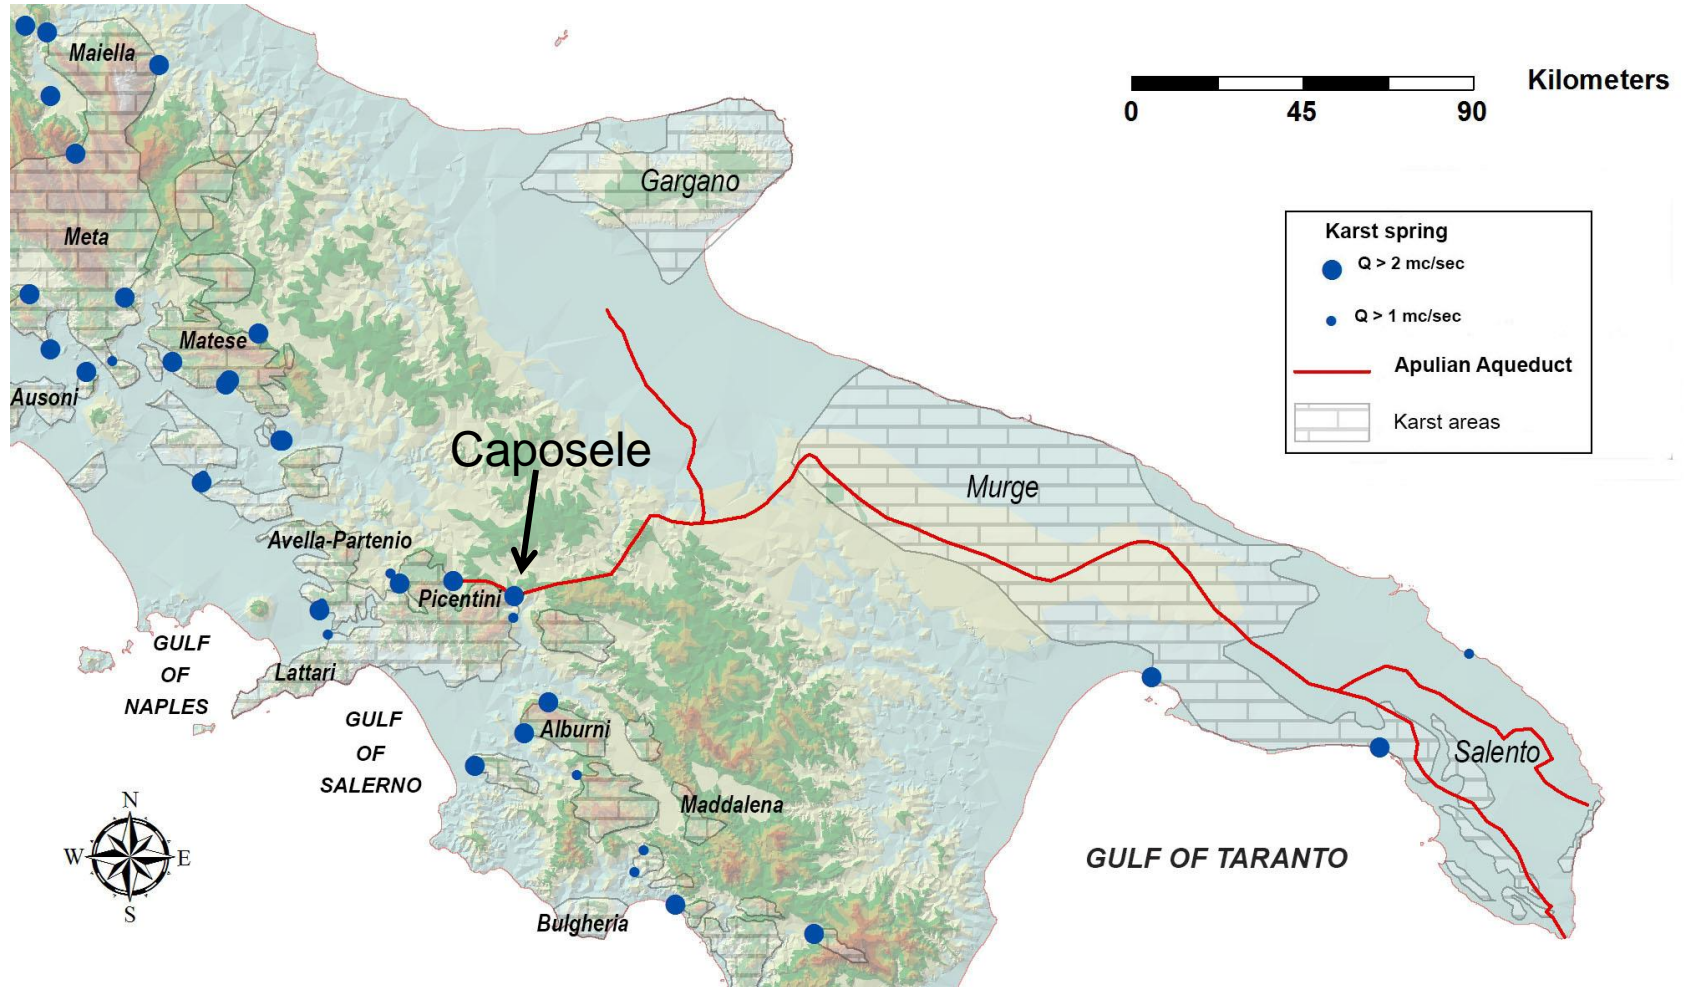 Maiella
Kilometers
0 45 90
Gargano
Meta
Karst spring
Q > 2 mc/sec
Q > 1 mc/sec
Apulian Aqueduct
Karst areas
Matese
Ausoni
Caposele
Murge
Avella-Partenio
Picentini
GULF
OF
NAPLES
Lattari
GULF
OF
SALERNO
Alburni
Salento
Maddalena
N
W E
S
GULF OF TARANTO
Bulgheria